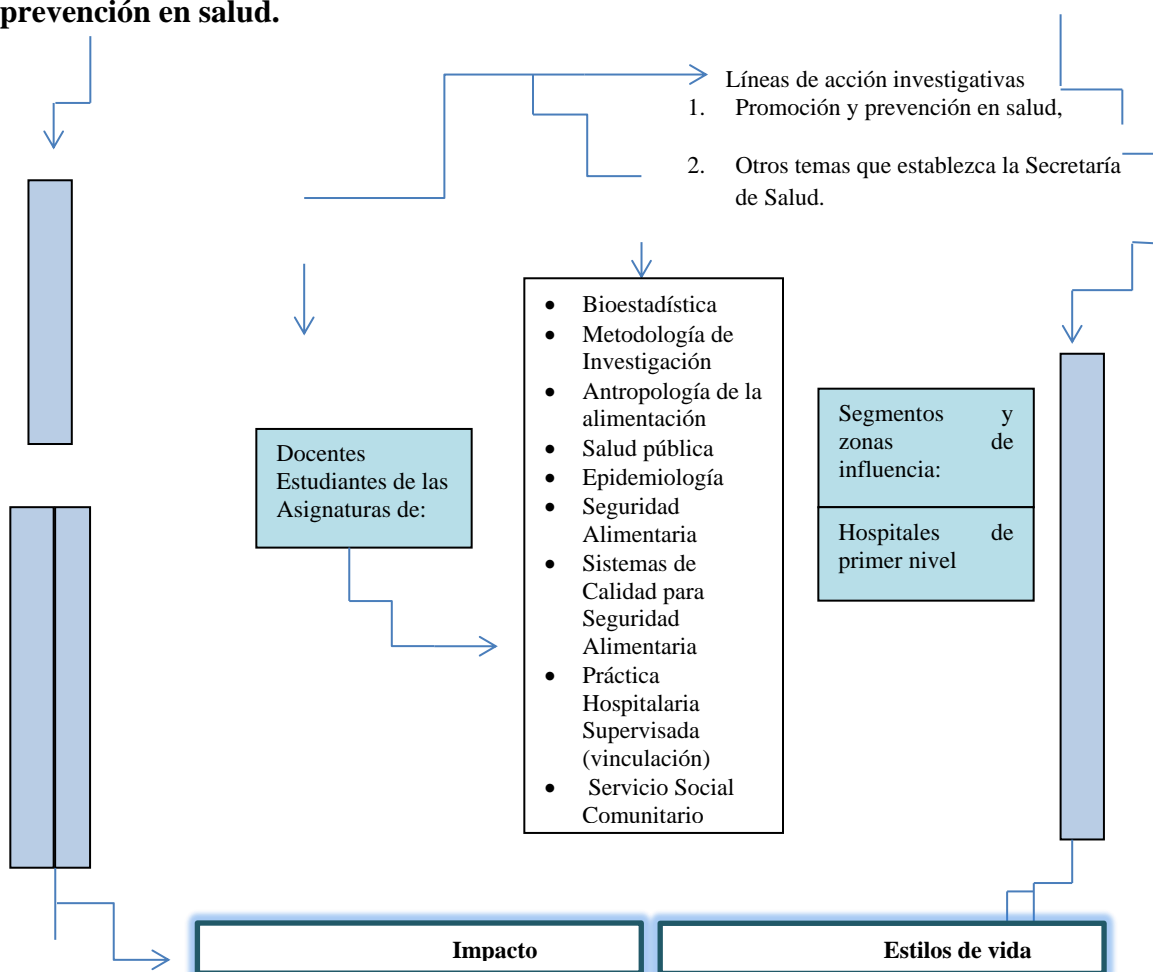 prevención en salud.
Líneas de acción investigativas
1. Promoción y prevención en salud,
2. Otros temas que establezca la Secretaría
de Salud.
Docentes
Estudiantes de las
Asignaturas de:
• Bioestadística
• Metodología de
Investigación
• Antropología de la
alimentación
• Salud pública
• Epidemiología
• Seguridad
Alimentaria
• Sistemas de
Calidad para
Seguridad
Alimentaria
• Práctica
Hospitalaria
Supervisada
(vinculación)
• Servicio Social
Comunitario
Segmentos y
zonas de
influencia:
Hospitales de
primer nivel
Impacto
Estilos de vida